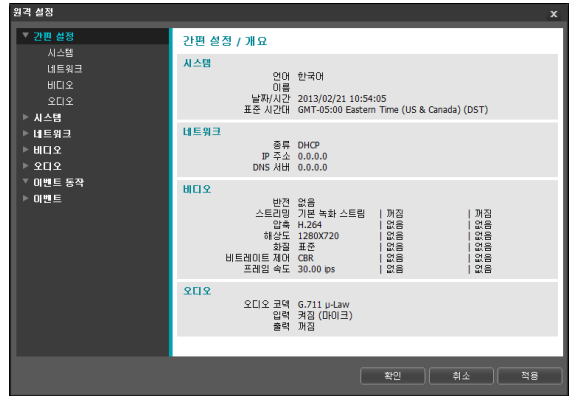 원격 설정 x
간편 설정
시스템
네트워크
비디오
오디오
시스템
네트워크
비디오
오디오
이벤트 동작
이벤트
간편 설정 / 개요
시스템
언어 한국어
이름
날짜/시간 2013/02/21 10:54:05
표준 시간대 GMT-05:00 Eastern Time (US & Canada) (DST)
네트워크
종류 DHCP
IP 주소 0.0.0.0
DNS 서버 0.0.0.0
비디오
반전 없음
스트리밍 기본 녹화 스트림 | 꺼짐 | 꺼짐
압축 H.264 | 없음 | 없음
해상도 1280X720 | 없음 | 없음
화질 표준 | 없음 | 없음
비트레이트 제어 CBR | 없음 | 없음
프레임 속도 30.00 ips | 없음 | 없음
오디오
오디오 코덱 G.711 μ-Law
입력 켜짐 (마이크)
출력 꺼짐
확인 취소 적용